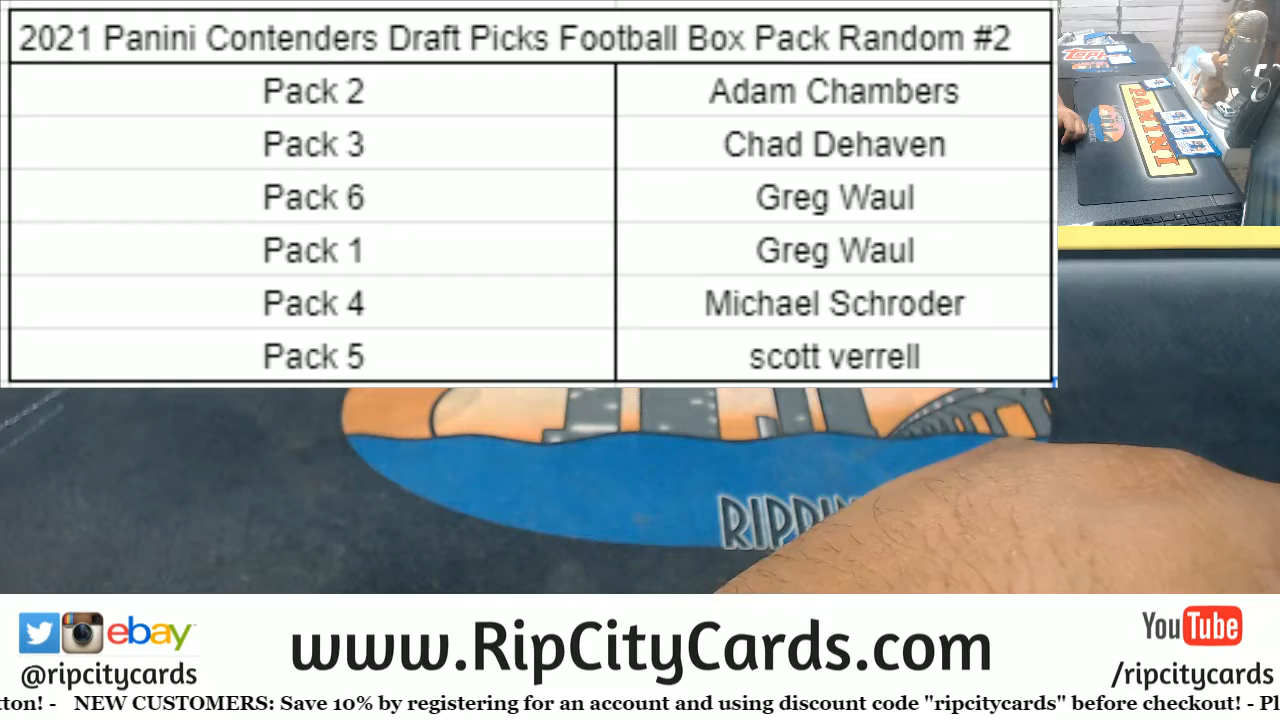 2021 Panini Contenders Draft Picks Football Box Pack Random #2
Pack 2 Adam Chambers
Pack 3 Chad Dehaven
Pack 6 Greg Waul
Pack 1 Greg Waul
Pack 4 Michael Schroder
Pack 5 scott verrell
PANINI
ebay
@ripcitycards
www.RipCityCards.com
YouTube
/ripcitycards
tton! - NEW CUSTOMERS: Save 10% by registering for an account and using discount code "ripcitycards" before checkout! - Pl